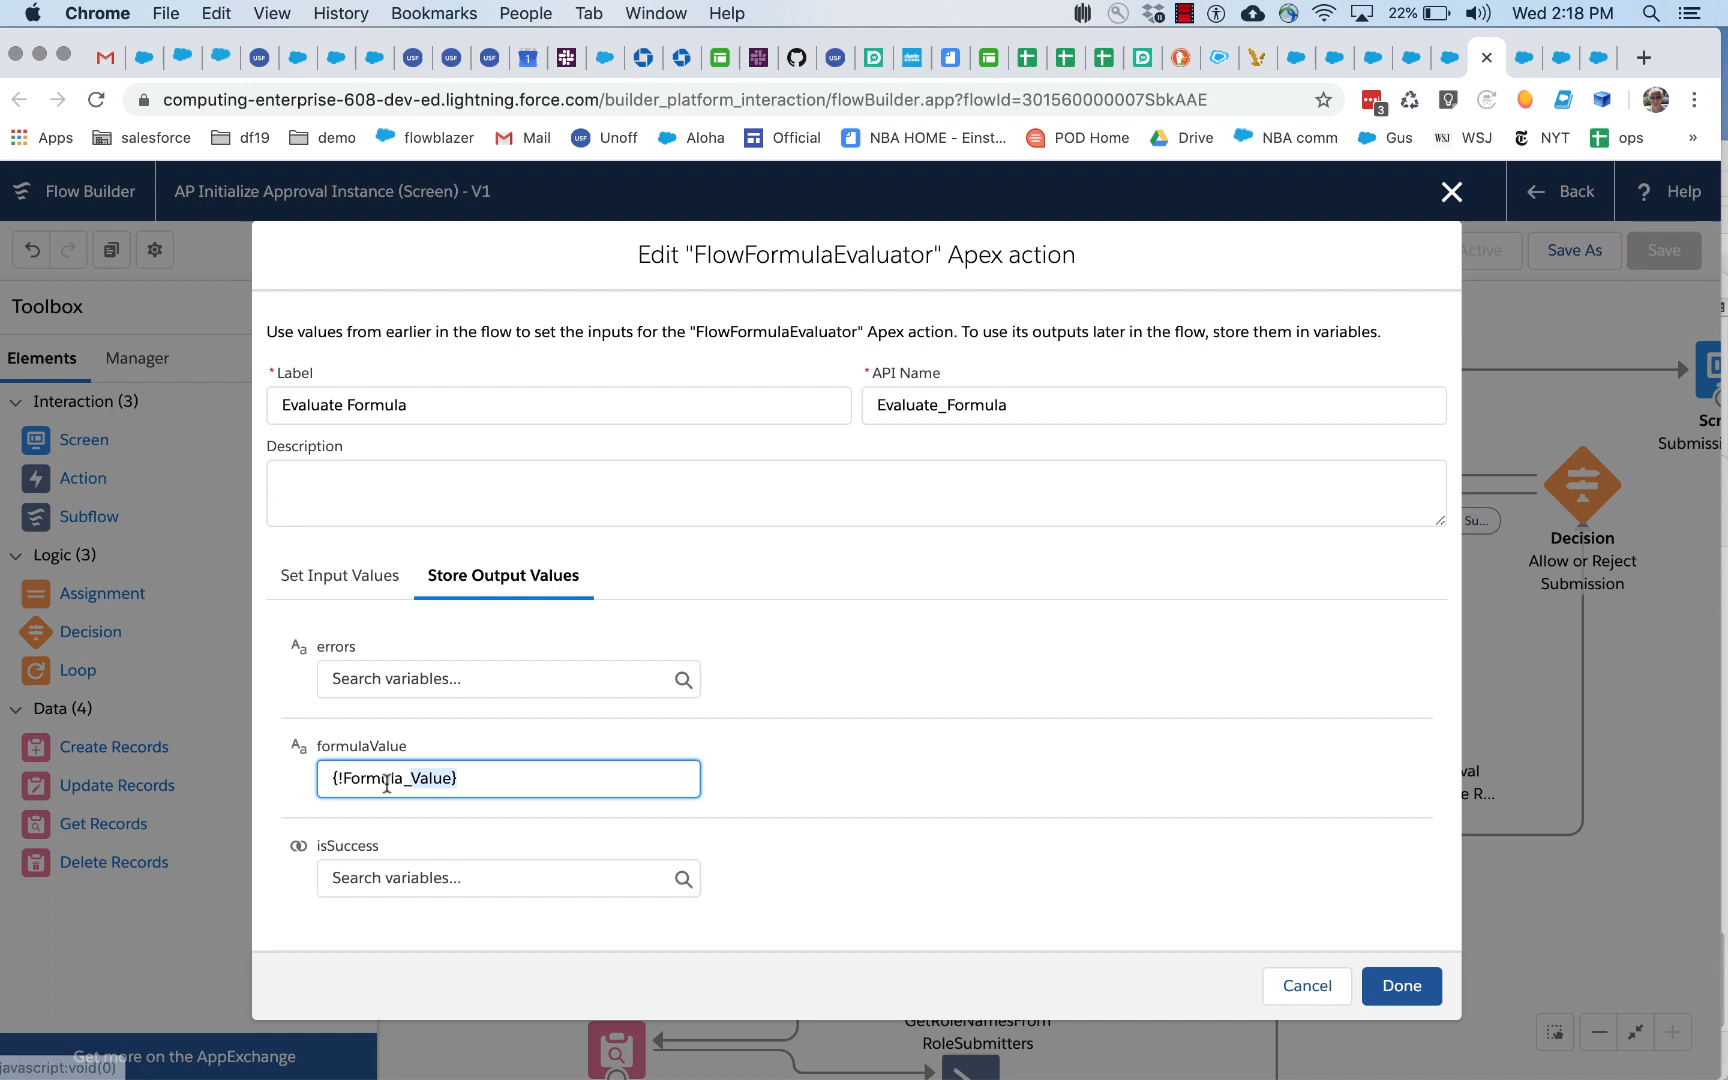 Chrome File Edit View History Bookmarks People Tab Window Help 22% Wed 2:18 PM
computing-enterprise-608-dev-ed.lightning.force.com/builder_platform_interaction/flowBuilder.app?flowId=301560000007SbkAAE 3
Apps salesforce df19 demo flowblazer Mail Unoff Aloha Official NBA HOME - Einst... POD Home Drive NBA comm Gus WSJ WSJ NYT ops »
Flow Builder AP Initialize Approval Instance (Screen) - V1 Back ? Help
Active Save As Save
Edit "FlowFormulaEvaluator" Apex action
Toolbox
Elements Manager
Interaction (3)
Screen
Action
Subflow
Logic (3)
Assignment
Decision
Loop
Data (4)
Create Records
Update Records
Get Records
Delete Records
Get more on the AppExchange
javascript:void(0)
Use values from earlier in the flow to set the inputs for the "FlowFormulaEvaluator" Apex action. To use its outputs later in the flow, store them in variables.
* Label * API Name
Evaluate Formula Evaluate_Formula
Description
Set Input Values Store Output Values
Aa errors
Search variables...
Aa formulaValue
{!Formula_Value}
isSuccess
Search variables...
Cancel Done
Scr
Submissi
Su...
Decision
Allow or Reject
Submission
val
e R...
GetRoleNamesFrom
RoleSubmitters